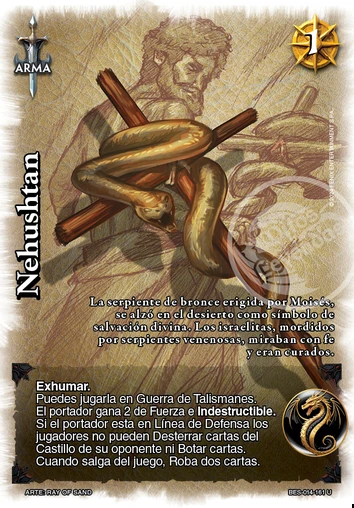 1
ARMA
Nehushtan
La serpiente de bronce erigida por Moisés,
se alzó en el desierto como símbolo de
salvación divina. Los israelitas, mordidos
por serpientes venenosas, miraban con fe
y eran curados.
Exhumar.
Puedes jugarla en Guerra de Talismanes.
El portador gana 2 de Fuerza e Indestructible.
Si el portador esta en Línea de Defensa los
jugadores no pueden Desterrar cartas del
Castillo de su oponente ni Botar cartas.
Cuando salga del juego, Roba dos cartas.
ARTE: RAY OF SAND
BES-014-161 U